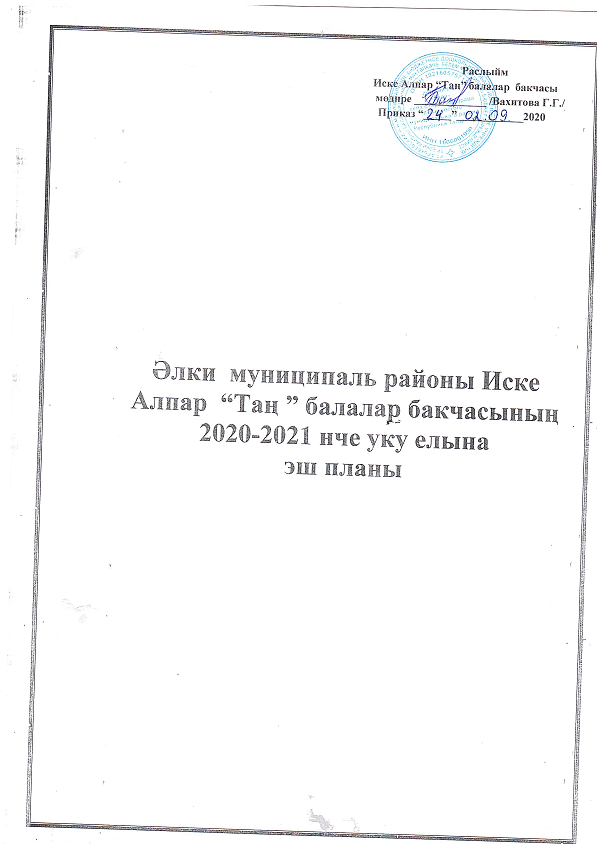 Раслыйм
Иске Алпар “Тан” балалар бакчасы
мөдире /Вахитова Г.Г./
Приказ “ 24 ” 02.09 2020
Әлки муниципаль районы Иске
Алпар “Таң ” балалар бакчасының
2020-2021 нче уку елына
эш планы